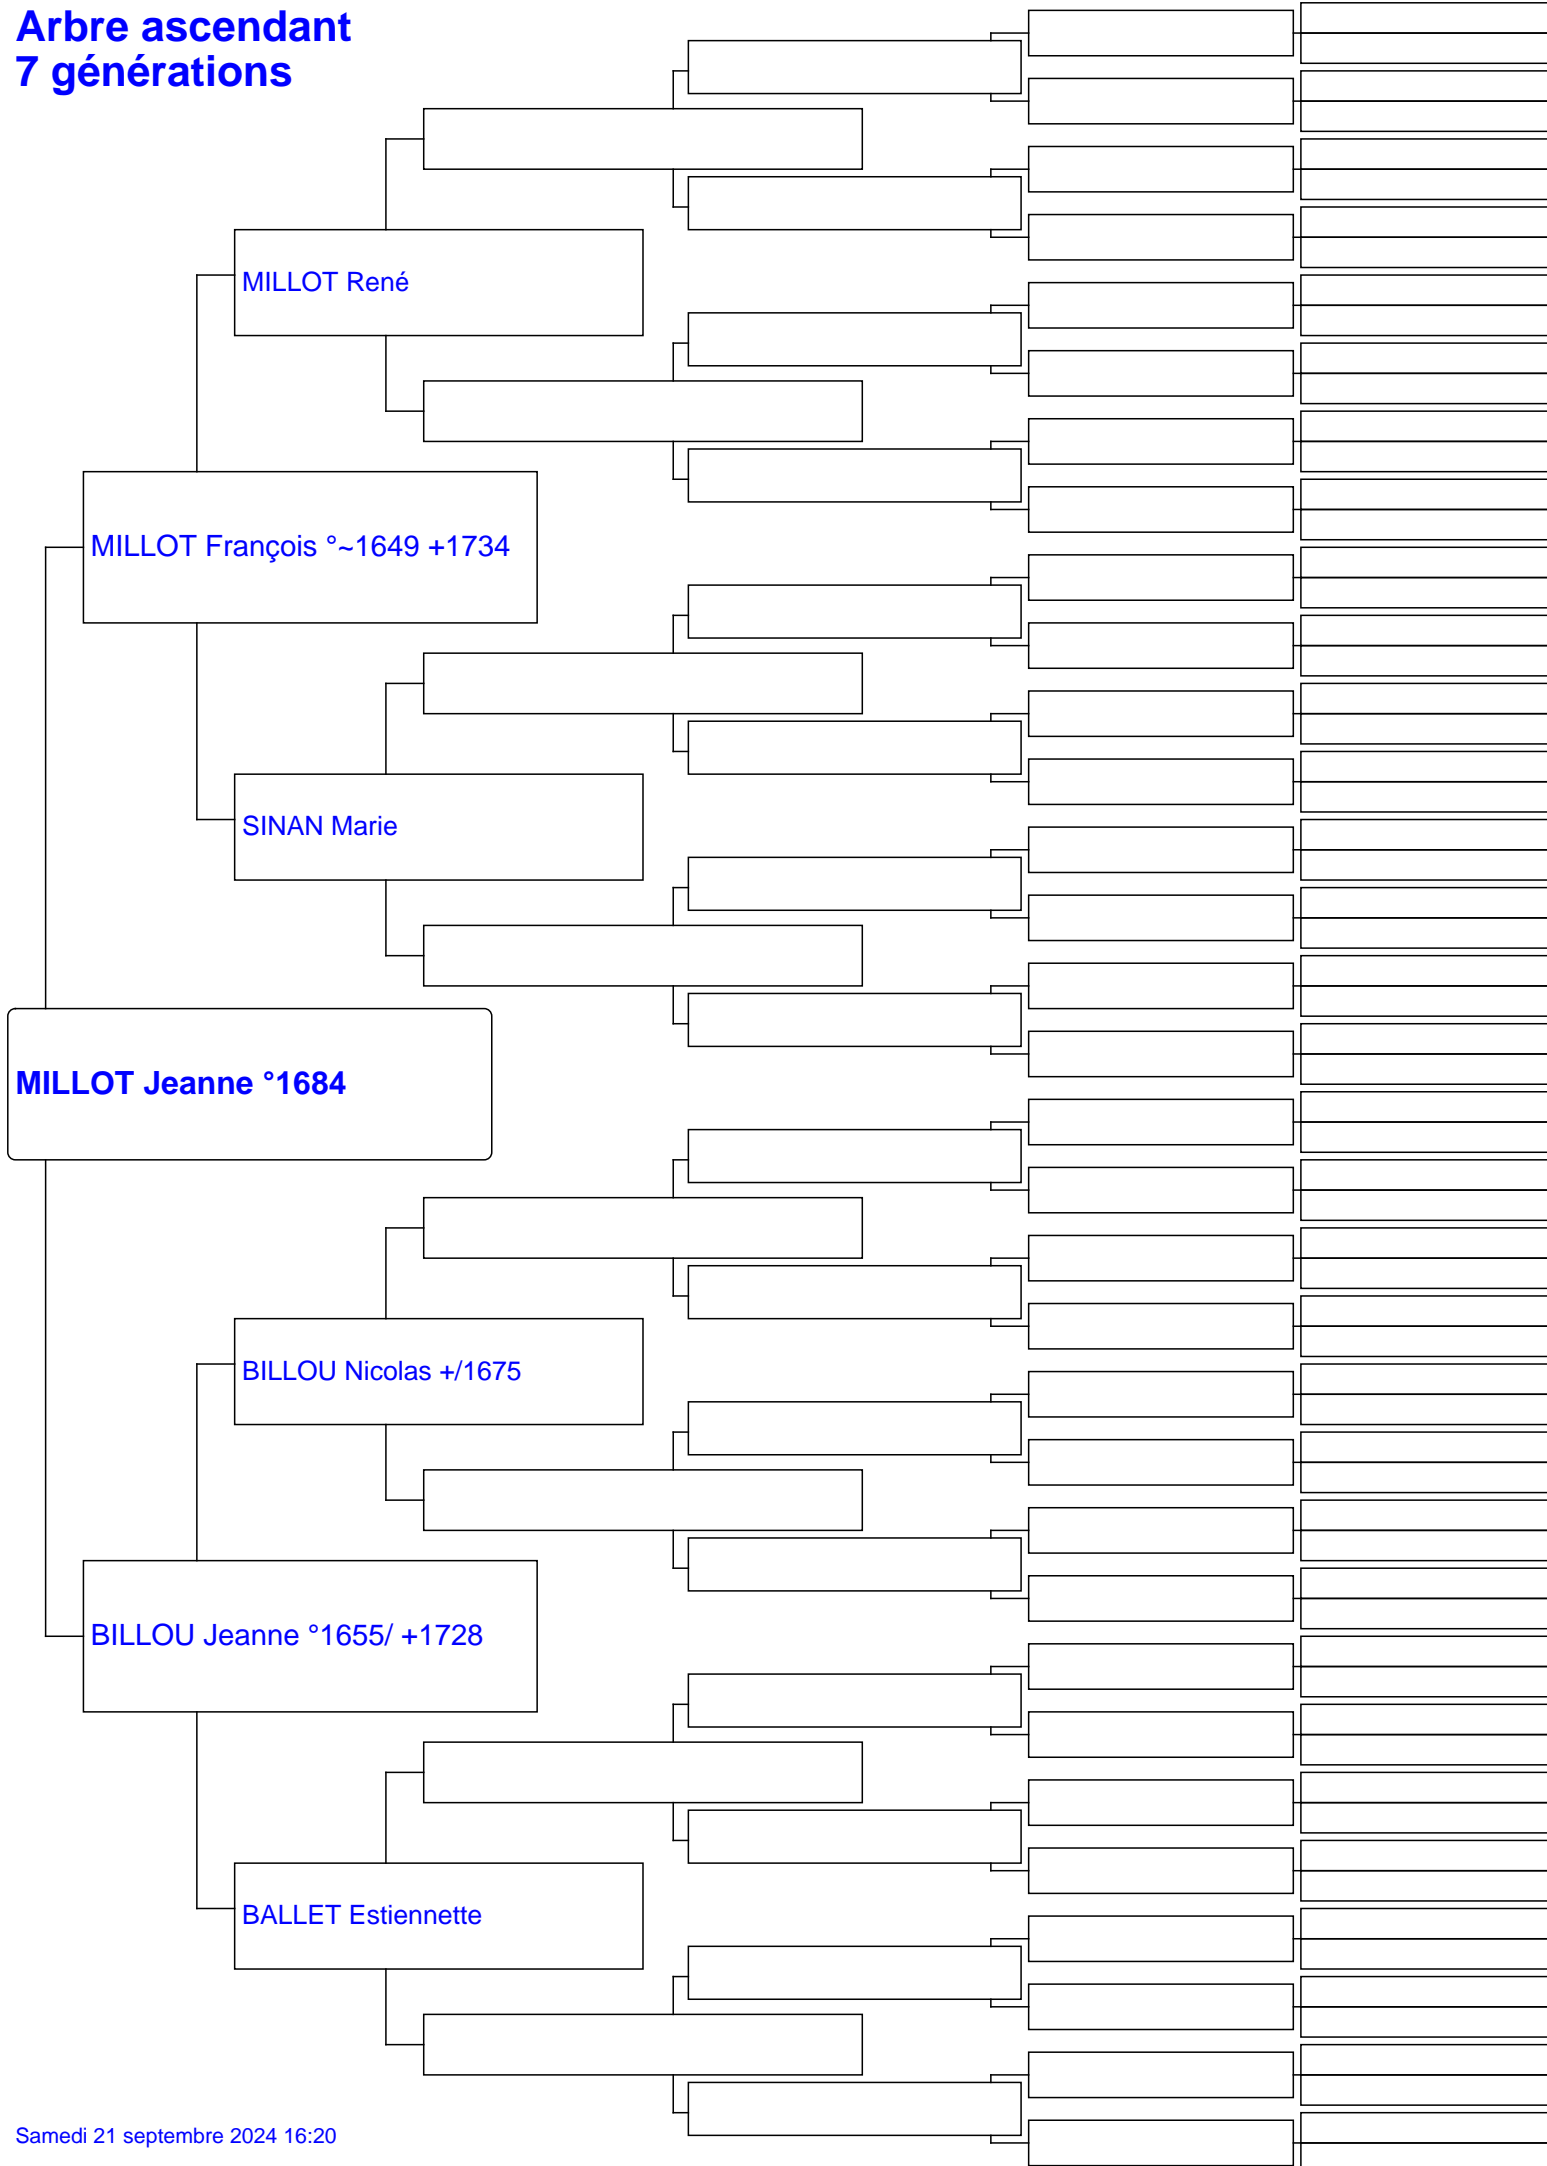 Arbre ascendant
7 générations
MILLOT René
MILLOT François °~1649 +1734
SINAN Marie
MILLOT Jeanne °1684
BILLOU Nicolas +/1675
BILLOU Jeanne °1655/ +1728
BALLET Estiennette
Samedi 21 septembre 2024 16:20